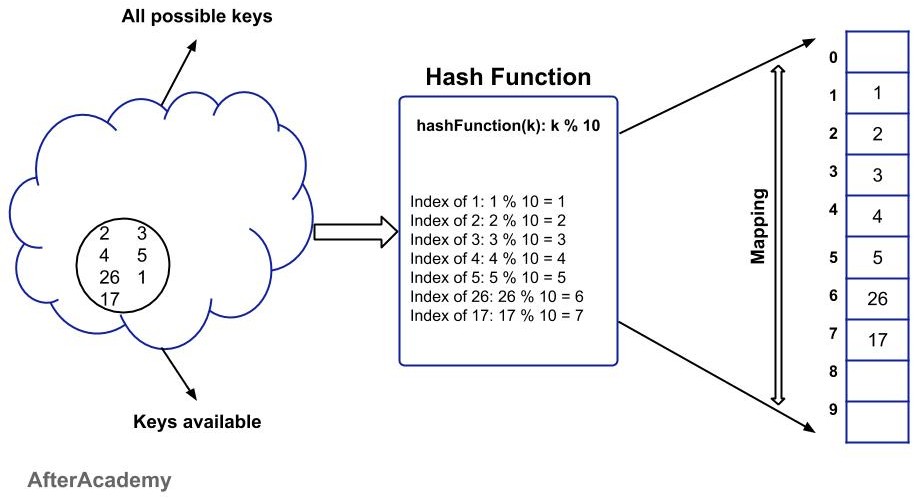 All possible keys
2 3
4 5
26 1
17
Keys available
Hash Function
hashFunction(k): k % 10
Index of 1: 1 % 10 = 1
Index of 2: 2 % 10 = 2
Index of 3: 3 % 10 = 3
Index of 4: 4 % 10 = 4
Index of 5: 5 % 10 = 5
Index of 26: 26 % 10 = 6
Index of 17: 17 % 10 = 7
Mapping
0
1 1
2 2
3 3
4 4
5 5
6 26
7 17
8
9
AfterAcademy